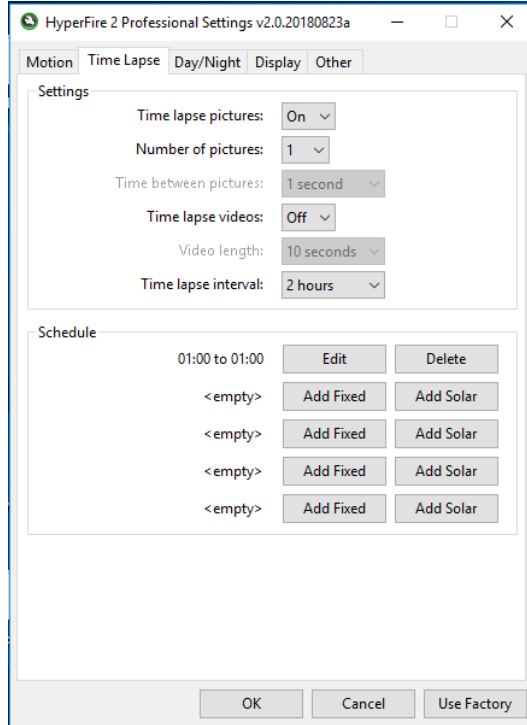 HyperFire 2 Professional Settings v2.0.20180823a
Motion Time Lapse Day/Night Display Other
Settings
Time lapse pictures: On
Number of pictures: 1
Time between pictures: 1 second
Time lapse videos: Off
Video length: 10 seconds
Time lapse interval: 2 hours
Schedule
01:00 to 01:00 Edit Delete
<empty> Add Fixed Add Solar
<empty> Add Fixed Add Solar
<empty> Add Fixed Add Solar
<empty> Add Fixed Add Solar
OK Cancel Use Factory